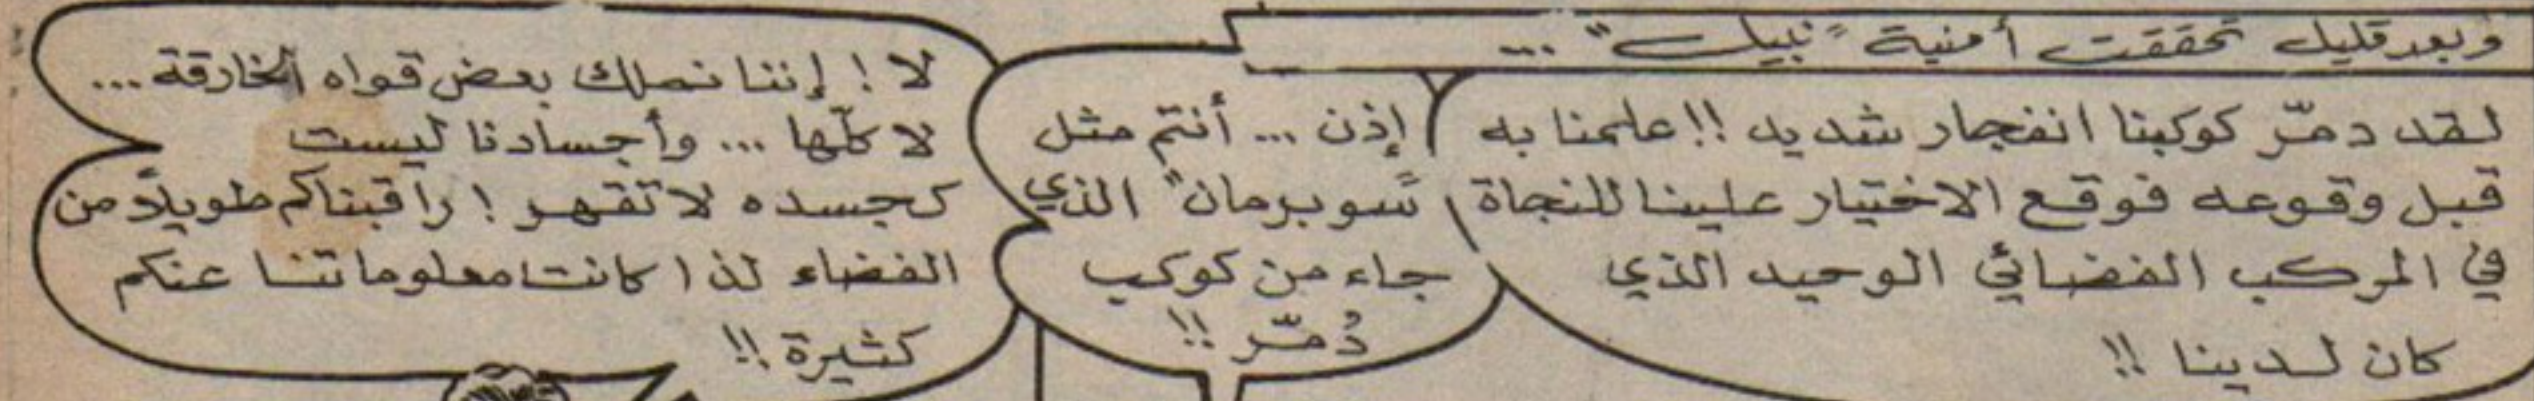 وبعد قليل تحققت أمنية "نبيل" ...
لقد دمّر كوكبنا انفجار شديد !! علمنا به
قبل وقوعه فوقع الاختيار علينا للنجاة
في المركب الفضائي الوحيد الذي
كان لدينا !!
إذن ... أنتم مثل
"سوبرمان" الذي
جاء من كوكب
دُمّر !!
لا ! إننا نملك بعض قواه الخارقة ...
لا كلّها ... وأجسادنا ليست
كجسده لا تقهر ! راقبناكم طويلاً من
الفضاء لذا كانت معلوماتنا عنكم
كثيرة !!